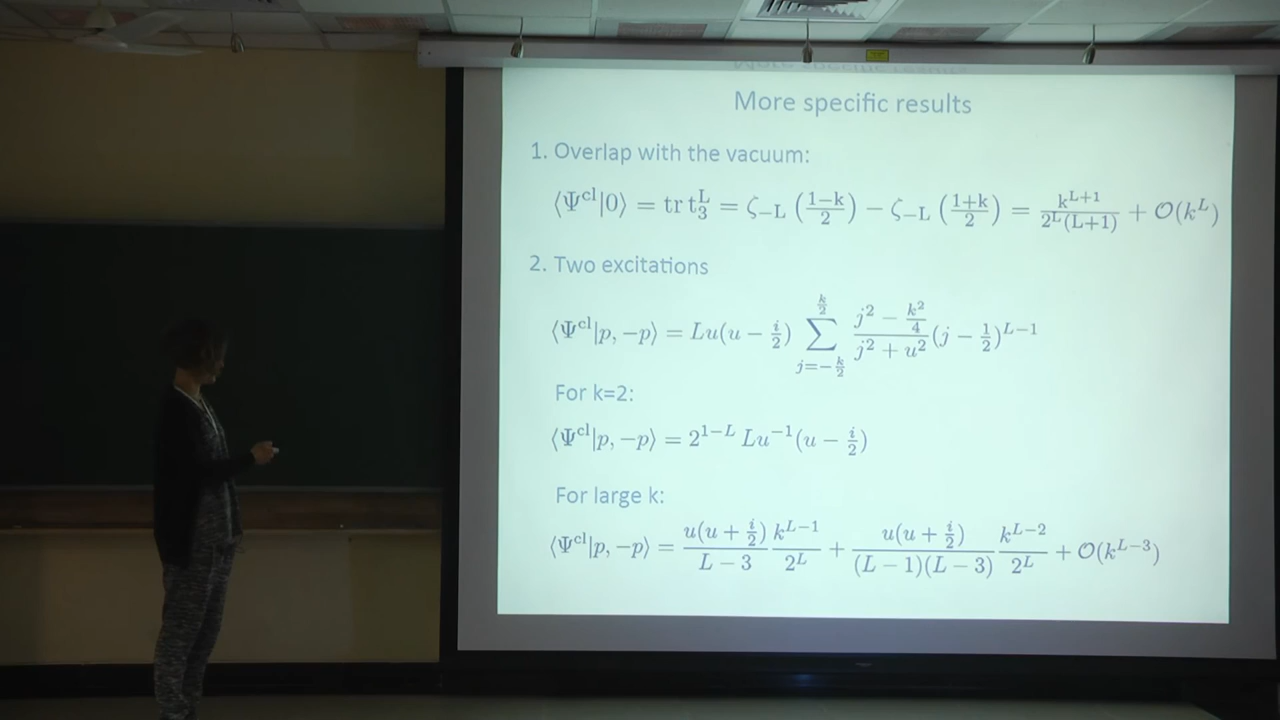 More specific results
1. Overlap with the vacuum:
⟨Ψ^cl|0⟩ = tr t_3^L = ζ_{−L} ((1−k)/2) − ζ_{−L} ((1+k)/2) = k^{L+1}/(2^L(L+1)) + 𝒪(k^L)
2. Two excitations
⟨Ψ^cl|p, −p⟩ = Lu(u − i/2) ∑_{j=−k/2}^{k/2} (j² − k²/4)/(j² + u²) (j − 1/2)^{L−1}
For k=2:
⟨Ψ^cl|p, −p⟩ = 2^{1−L} Lu^{−1}(u − i/2)
For large k:
⟨Ψ^cl|p, −p⟩ = u(u + i/2)/(L − 3) k^{L−1}/2^L + u(u + i/2)/((L − 1)(L − 3)) k^{L−2}/2^L + 𝒪(k^{L−3})